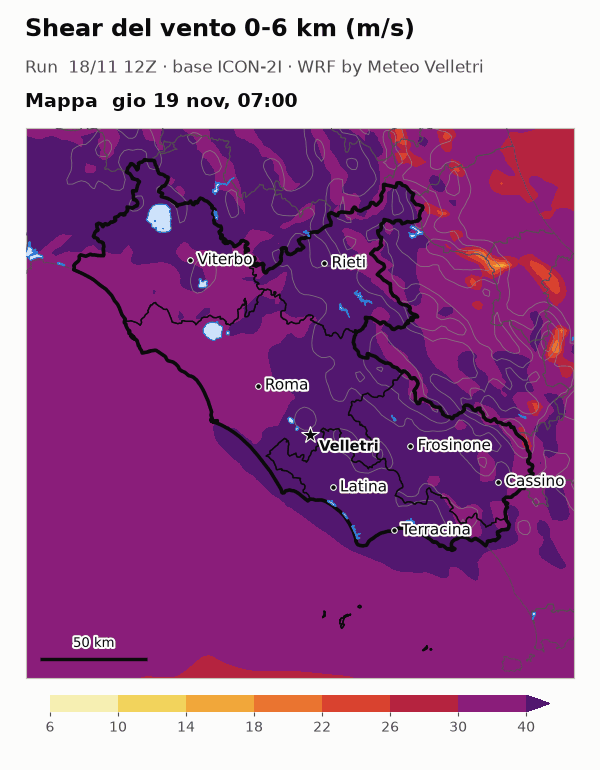 Shear del vento 0-6 km (m/s)
Run  18/11 12Z · base ICON-2I · WRF by Meteo Velletri
Mappa  gio 19 nov, 07:00
Viterbo
Rieti
Roma
Velletri
Frosinone
Latina
Cassino
Terracina
50 km
6 10 14 18 22 26 30 40